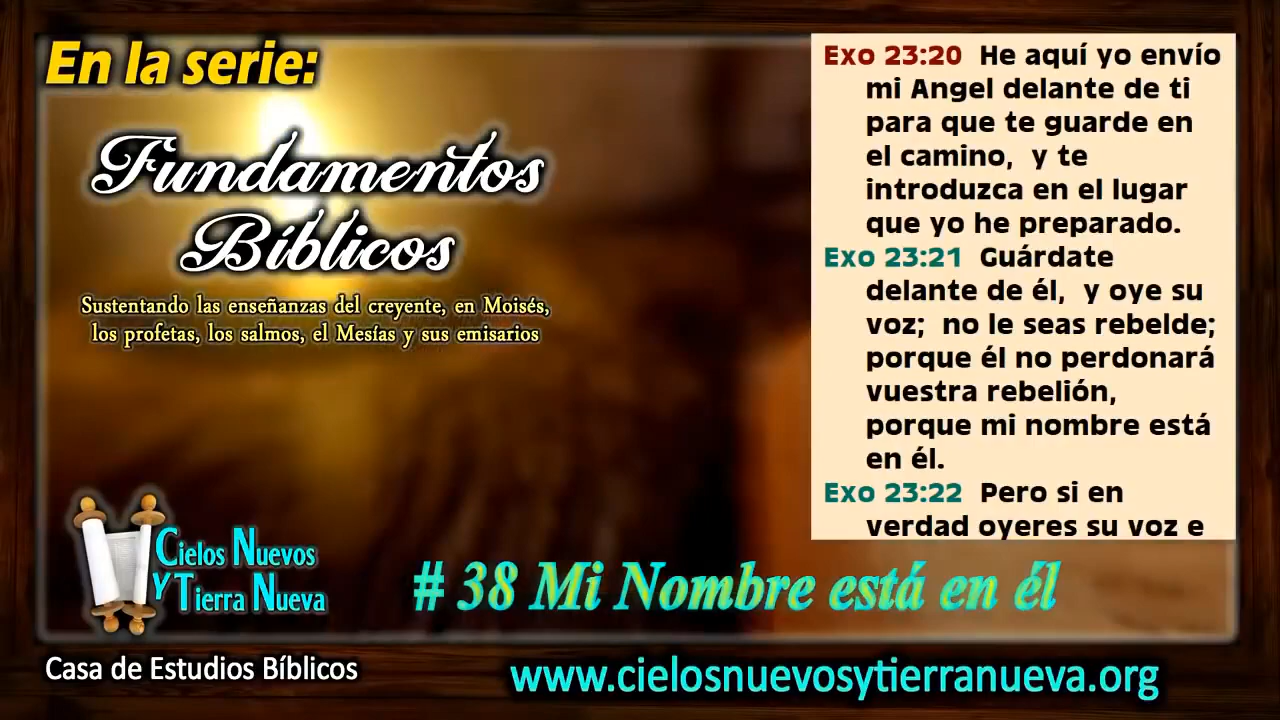 En la serie:
Fundamentos
Bíblicos
Sustentando las enseñanzas del creyente, en Moisés,
los profetas, los salmos, el Mesías y sus emisarios
Exo 23:20 He aquí yo envío
mi Angel delante de ti
para que te guarde en
el camino, y te
introduzca en el lugar
que yo he preparado.
Exo 23:21 Guárdate
delante de él, y oye su
voz; no le seas rebelde;
porque él no perdonará
vuestra rebelión,
porque mi nombre está
en él.
Exo 23:22 Pero si en
verdad oyeres su voz e
Cielos Nuevos
Y Tierra Nueva
# 38 Mi Nombre está en él
Casa de Estudios Bíblicos
www.cielosnuevosytierranueva.org